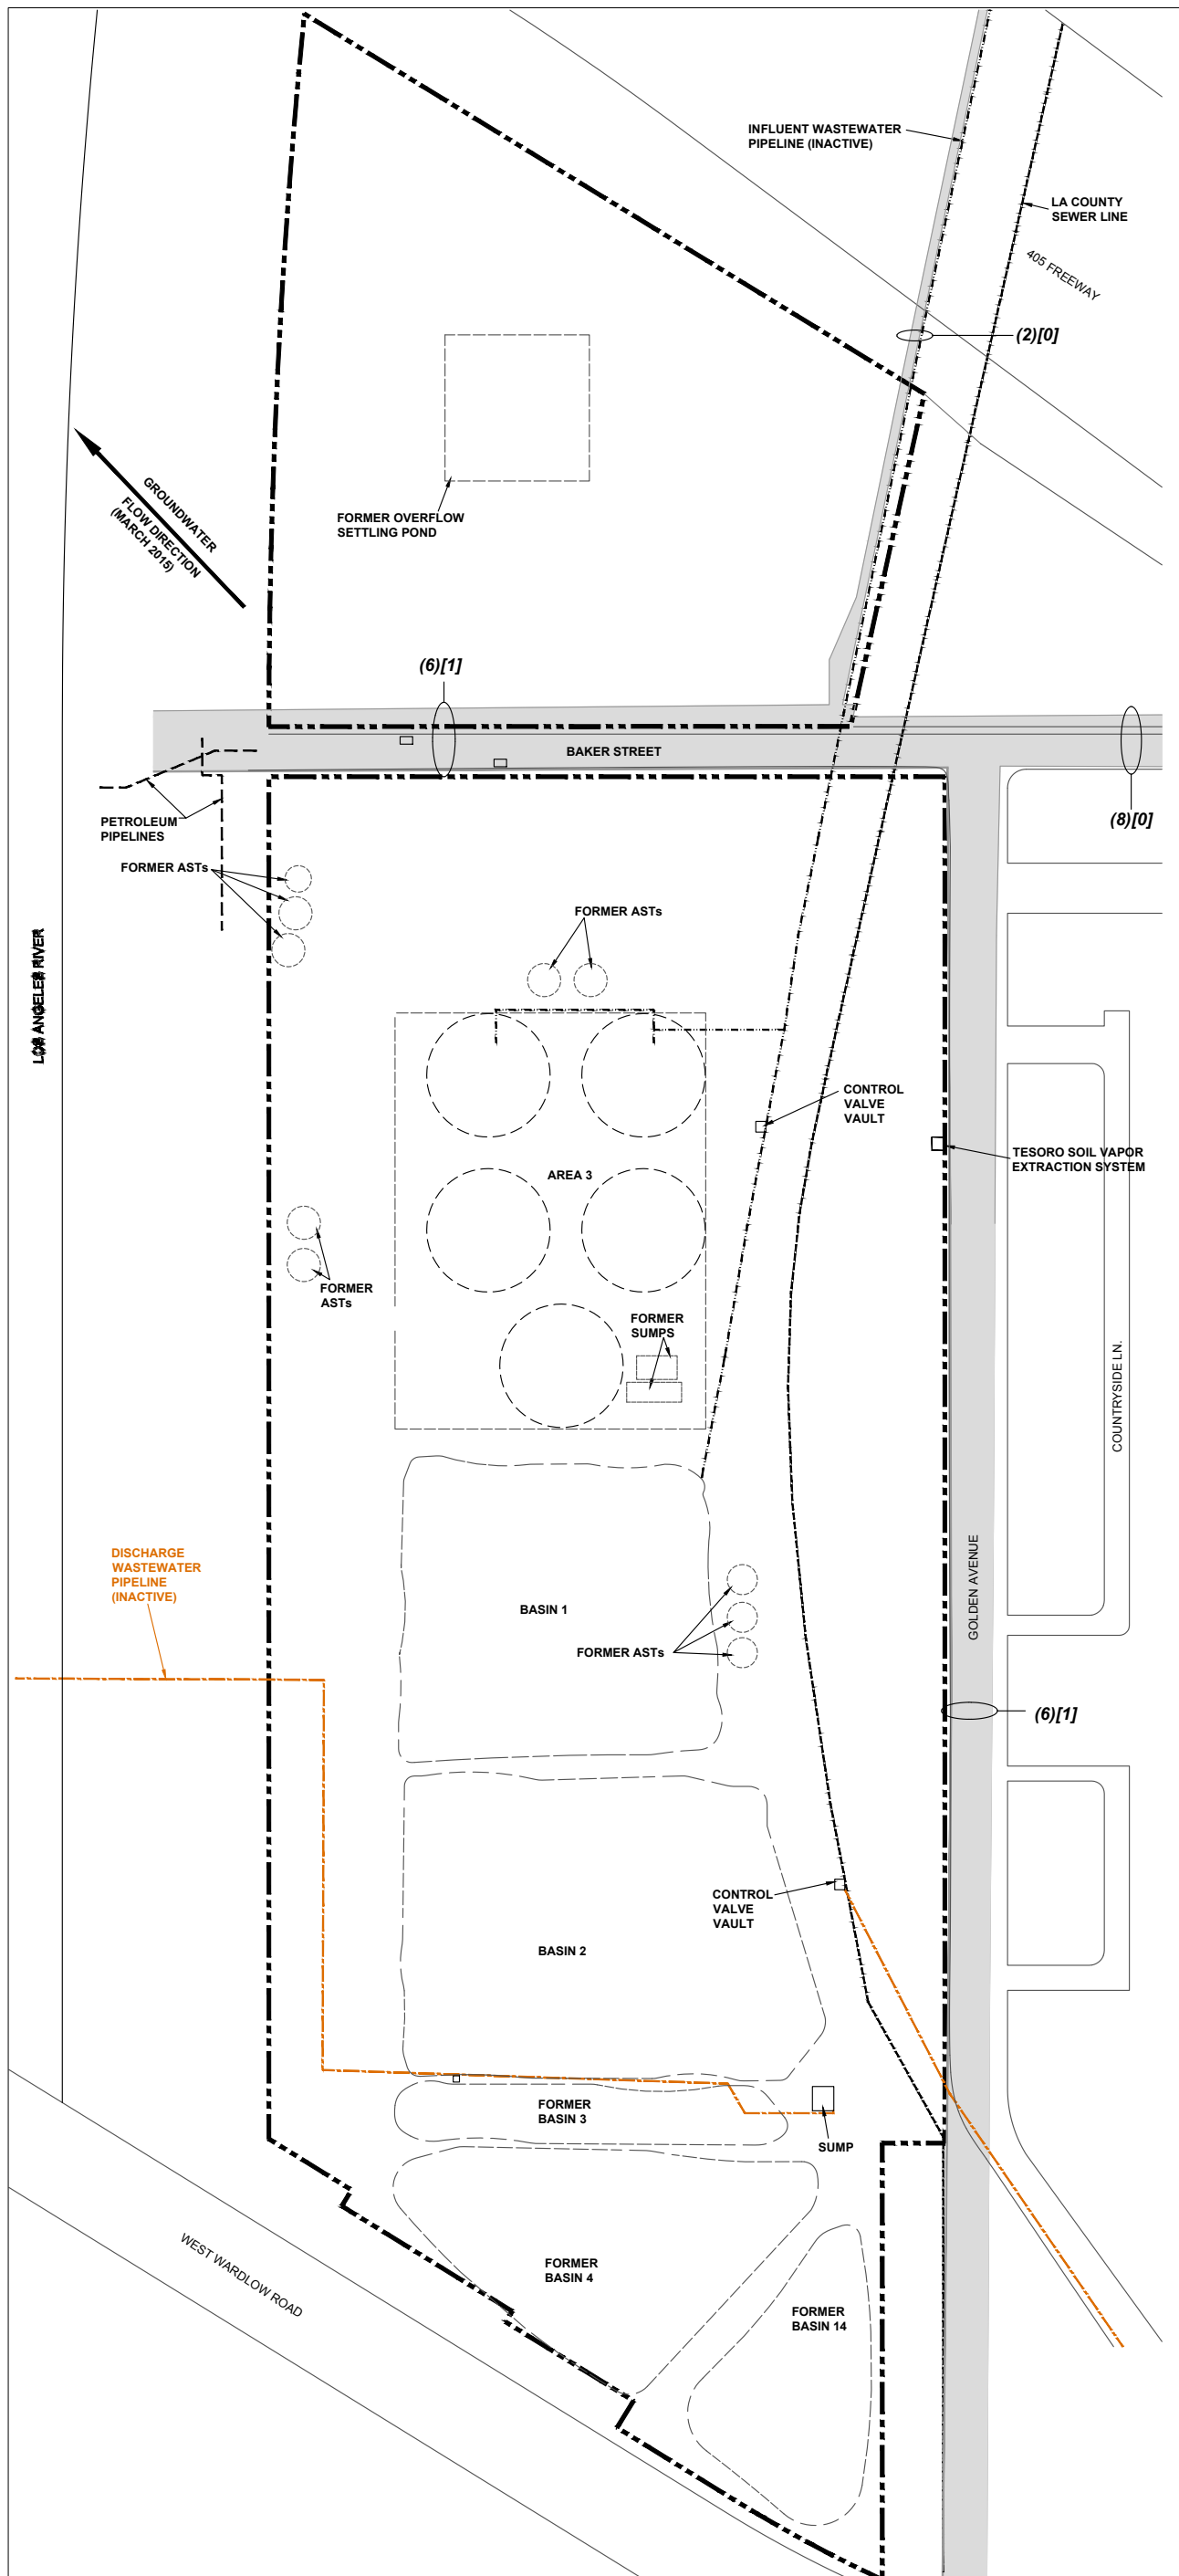 INFLUENT WASTEWATER
PIPELINE (INACTIVE)
LA COUNTY
SEWER LINE
405 FREEWAY
(2)[0]
GROUNDWATER
FLOW DIRECTION
(MARCH 2015)
FORMER OVERFLOW
SETTLING POND
(6)[1]
BAKER STREET
(8)[0]
PETROLEUM
PIPELINES
FORMER ASTs
FORMER ASTs
LOS ANGELES RIVER
CONTROL
VALVE
VAULT
TESORO SOIL VAPOR
EXTRACTION SYSTEM
AREA 3
FORMER
ASTs
FORMER
SUMPS
COUNTRYSIDE LN.
GOLDEN AVENUE
DISCHARGE
WASTEWATER
PIPELINE
(INACTIVE)
BASIN 1
FORMER ASTs
(6)[1]
CONTROL
VALVE
VAULT
BASIN 2
FORMER
BASIN 3
SUMP
WEST WARDLOW ROAD
FORMER
BASIN 4
FORMER
BASIN 14